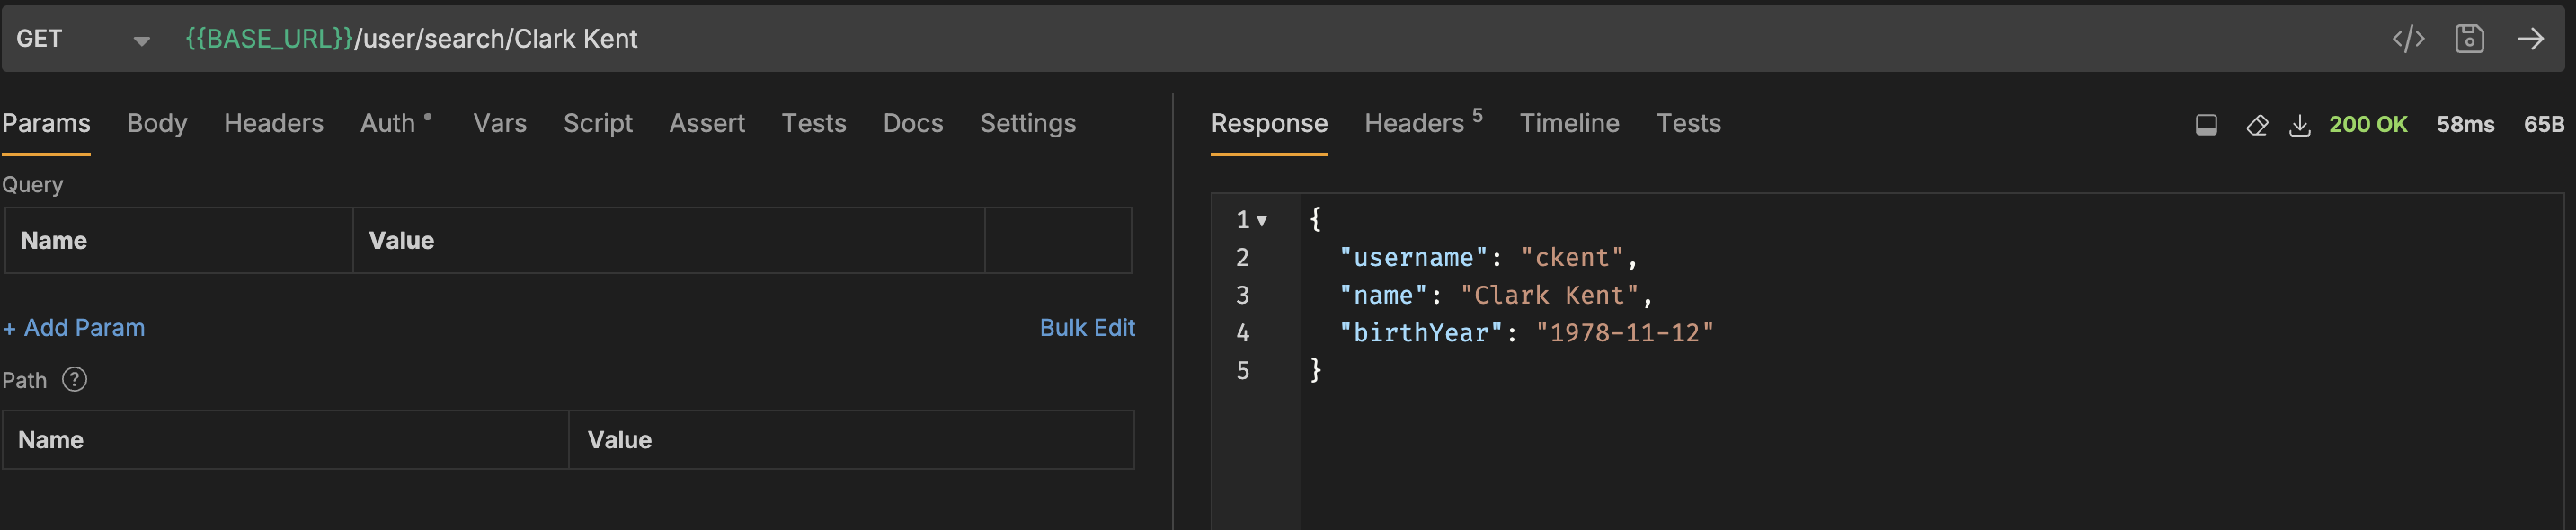 GET {{BASE_URL}}/user/search/Clark Kent
Params Body Headers Auth Vars Script Assert Tests Docs Settings
Query
Name Value
+ Add Param Bulk Edit
Path ?
Name Value
Response Headers 5 Timeline Tests 200 OK 58ms 65B
1 {
2 "username": "ckent",
3 "name": "Clark Kent",
4 "birthYear": "1978-11-12"
5 }